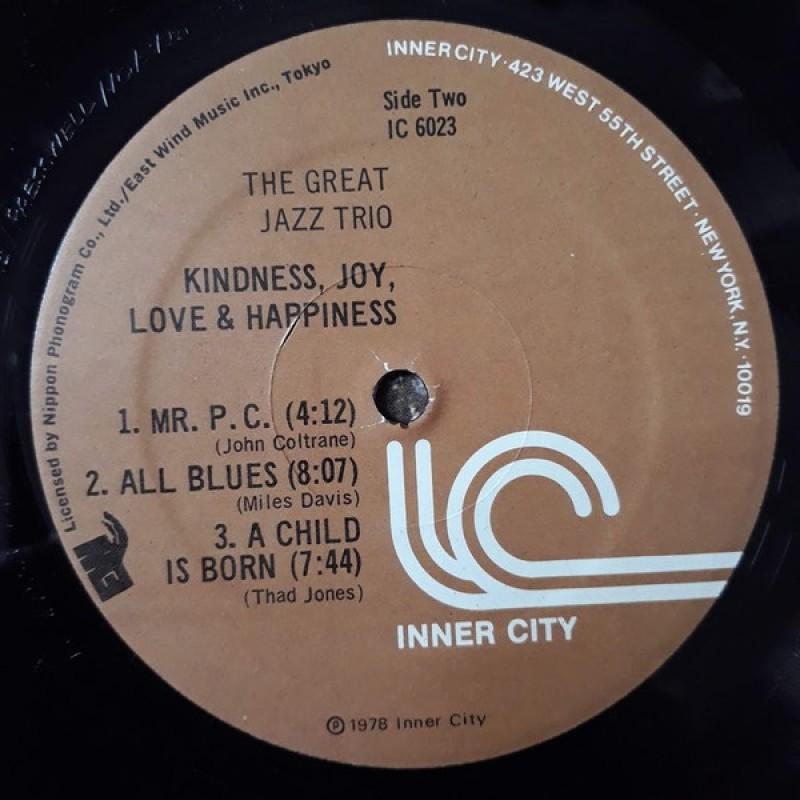 INNER CITY · 423 WEST 55TH STREET · NEW YORK, N.Y. · 10019
Licensed by Nippon Phonogram Co., Ltd./East Wind Music Inc., Tokyo
Side Two
IC 6023
THE GREAT
JAZZ TRIO
KINDNESS, JOY,
LOVE & HAPPINESS
1. MR. P.C. (4:12)
(John Coltrane)
2. ALL BLUES (8:07)
(Miles Davis)
3. A CHILD
IS BORN (7:44)
(Thad Jones)
IC
INNER CITY
℗ 1978 Inner City